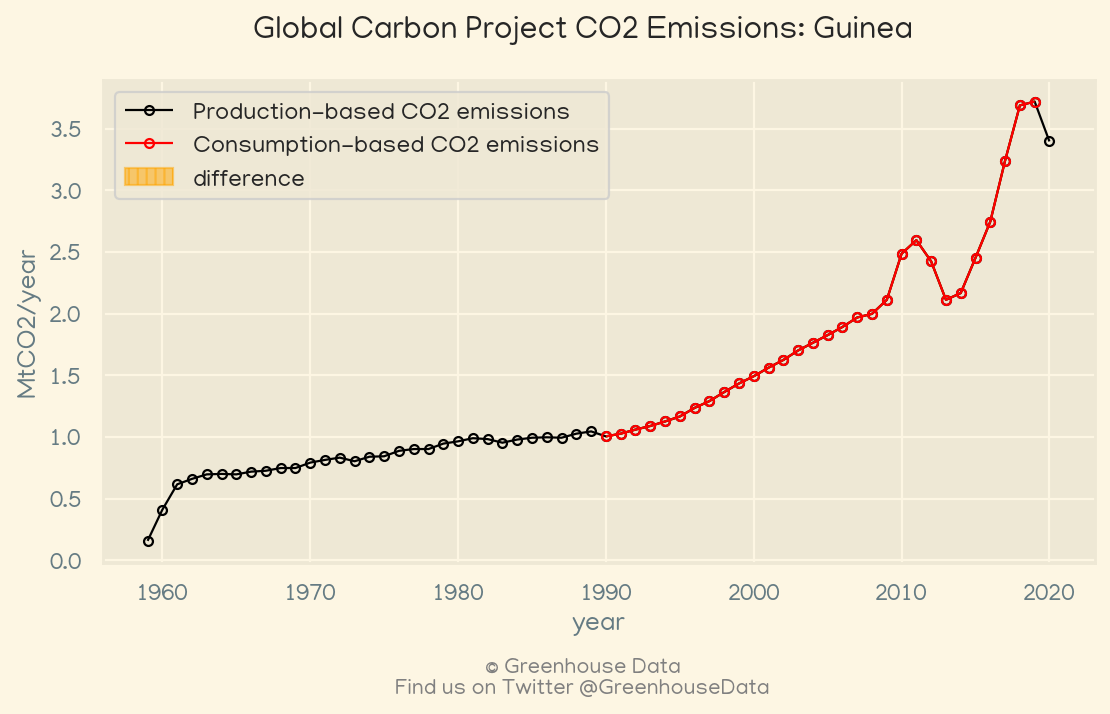 Global Carbon Project CO2 Emissions: Guinea
Production-based CO2 emissions
Consumption-based CO2 emissions
difference
MtCO2/year
3.5
3.0
2.5
2.0
1.5
1.0
0.5
0.0
1960 1970 1980 1990 2000 2010 2020
year
© Greenhouse Data
Find us on Twitter @GreenhouseData